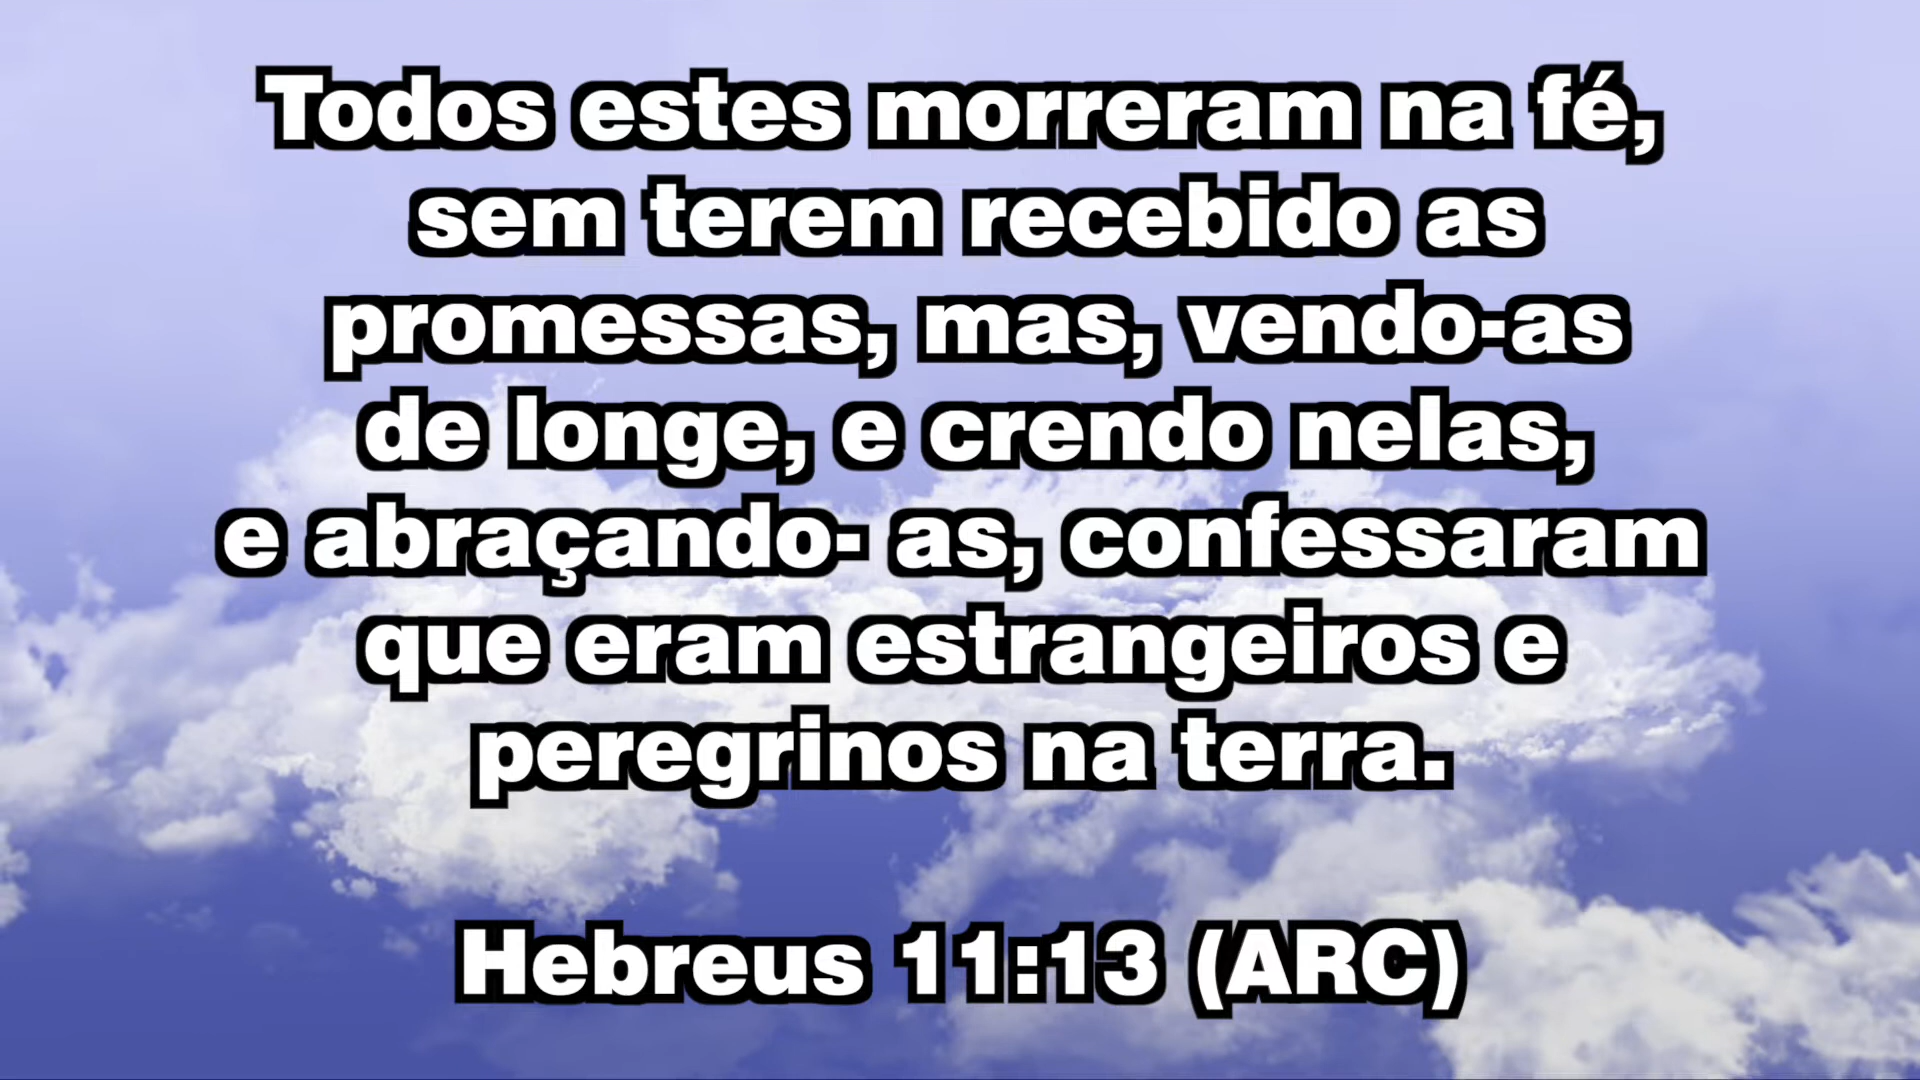 Todos estes morreram na fé,
sem terem recebido as
promessas, mas, vendo-as
de longe, e crendo nelas,
e abraçando- as, confessaram
que eram estrangeiros e
peregrinos na terra.
Hebreus 11:13 (ARC)